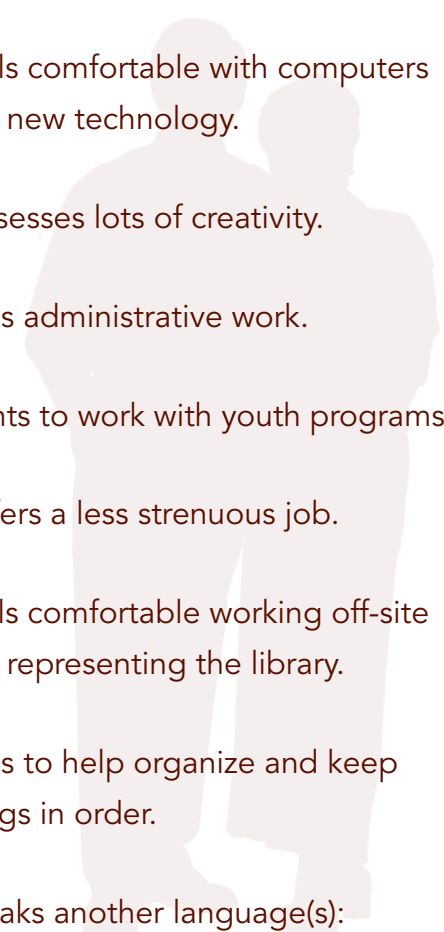 ls comfortable with computers
new technology.
sesses lots of creativity.
s administrative work.
nts to work with youth programs
fers a less strenuous job.
ls comfortable working off-site
representing the library.
s to help organize and keep
gs in order.
aks another language(s):